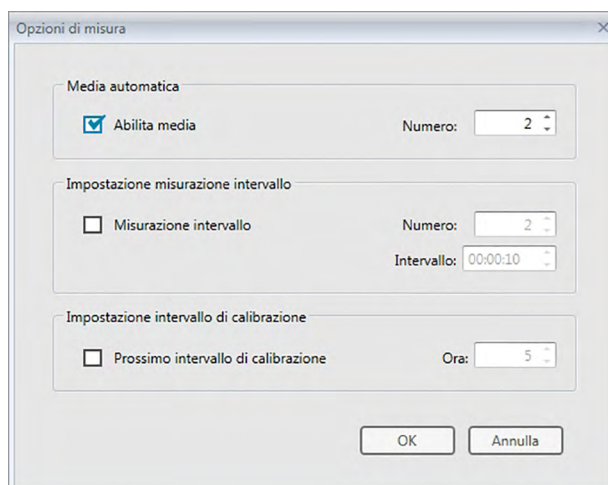 Opzioni di misura
Media automatica
Abilita media Numero: 2
Impostazione misurazione intervallo
Misurazione intervallo Numero: 2
Intervallo: 00:00:10
Impostazione intervallo di calibrazione
Prossimo intervallo di calibrazione Ora: 5
OK Annulla